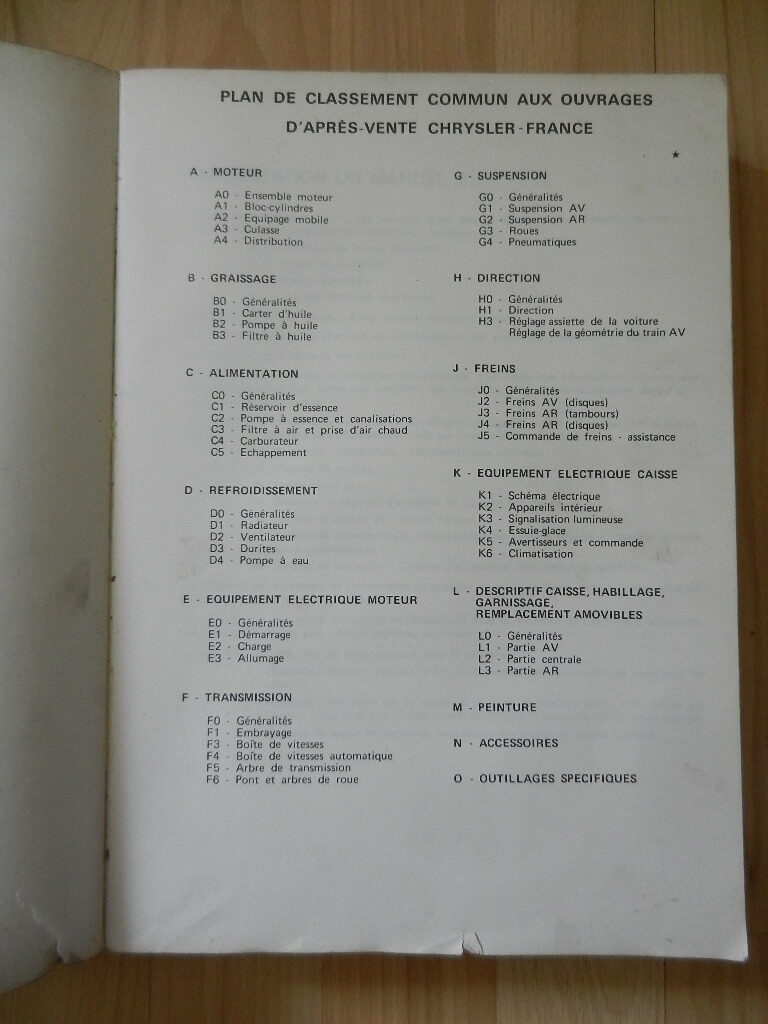 PLAN DE CLASSEMENT COMMUN AUX OUVRAGES
D'APRÈS-VENTE CHRYSLER-FRANCE
*
A - MOTEUR
A0 - Ensemble moteur
A1 - Bloc-cylindres
A2 - Equipage mobile
A3 - Culasse
A4 - Distribution
B - GRAISSAGE
B0 - Généralités
B1 - Carter d'huile
B2 - Pompe à huile
B3 - Filtre à huile
C - ALIMENTATION
C0 - Généralités
C1 - Réservoir d'essence
C2 - Pompe à essence et canalisations
C3 - Filtre à air et prise d'air chaud
C4 - Carburateur
C5 - Echappement
D - REFROIDISSEMENT
D0 - Généralités
D1 - Radiateur
D2 - Ventilateur
D3 - Durites
D4 - Pompe à eau
E - EQUIPEMENT ELECTRIQUE MOTEUR
E0 - Généralités
E1 - Démarrage
E2 - Charge
E3 - Allumage
F - TRANSMISSION
F0 - Généralités
F1 - Embrayage
F3 - Boîte de vitesses
F4 - Boîte de vitesses automatique
F5 - Arbre de transmission
F6 - Pont et arbres de roue
G - SUSPENSION
G0 - Généralités
G1 - Suspension AV
G2 - Suspension AR
G3 - Roues
G4 - Pneumatiques
H - DIRECTION
H0 - Généralités
H1 - Direction
H3 - Réglage assiette de la voiture
Réglage de la géométrie du train AV
J - FREINS
J0 - Généralités
J2 - Freins AV (disques)
J3 - Freins AR (tambours)
J4 - Freins AR (disques)
J5 - Commande de freins - assistance
K - EQUIPEMENT ELECTRIQUE CAISSE
K1 - Schéma électrique
K2 - Appareils intérieur
K3 - Signalisation lumineuse
K4 - Essuie-glace
K5 - Avertisseurs et commande
K6 - Climatisation
L - DESCRIPTIF CAISSE, HABILLAGE,
GARNISSAGE,
REMPLACEMENT AMOVIBLES
L0 - Généralités
L1 - Partie AV
L2 - Partie centrale
L3 - Partie AR
M - PEINTURE
N - ACCESSOIRES
O - OUTILLAGES SPECIFIQUES